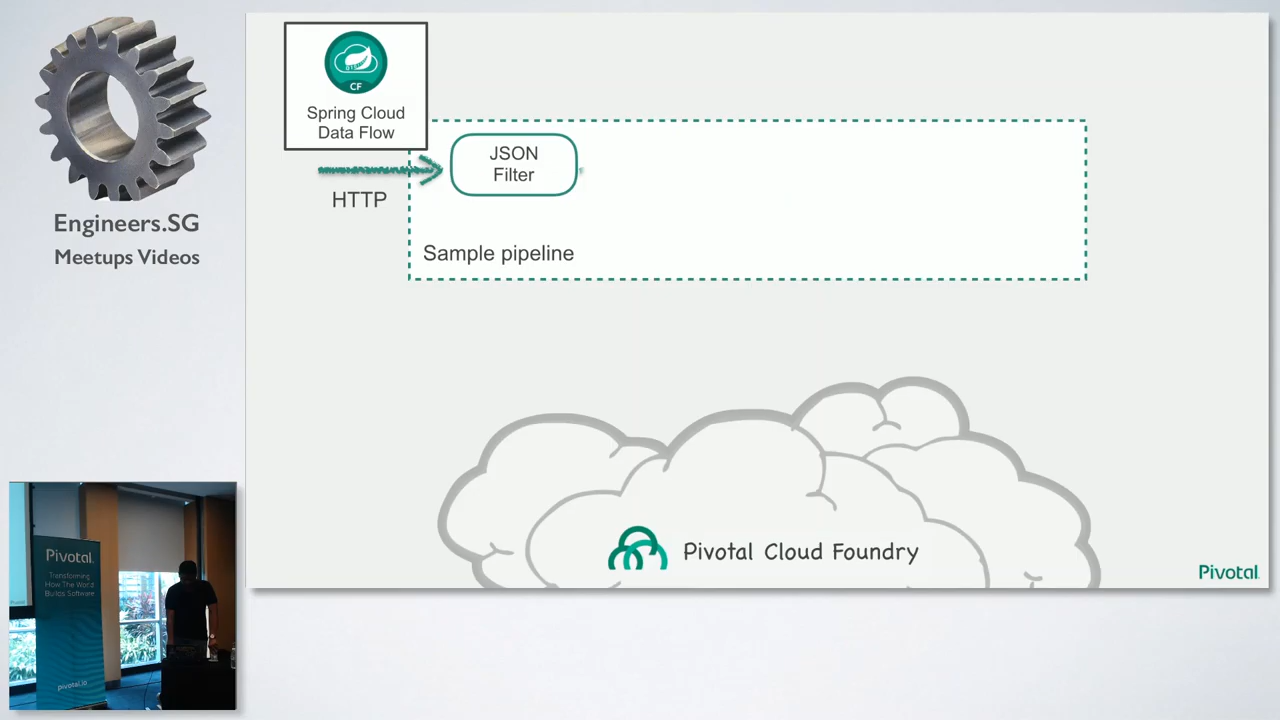 Engineers.SG
Meetups Videos
CF
Spring Cloud
Data Flow
HTTP
JSON
Filter
Sample pipeline
Pivotal Cloud Foundry
Pivotal
Pivotal
Transforming
How The World
Builds Software
pivotal.io